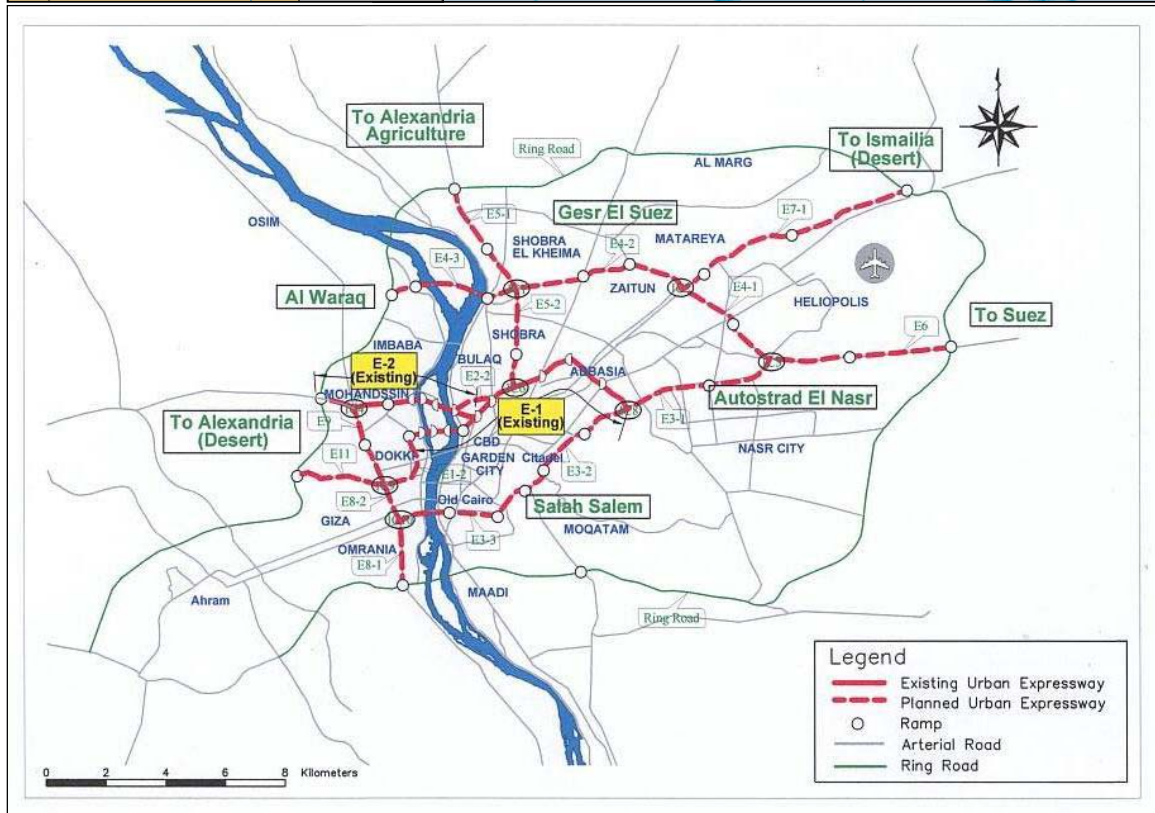 To Alexandria
Agriculture
Ring Road
AL MARG
To Ismailia
(Desert)
OSIM
E5-1
Gesr El Suez
E7-1
SHOBRA
EL KHEIMA
E4-2
MATAREYA
E4-3
ZAITUN
E4-1
HELIOPOLIS
Al Waraq
E5-2
E6
To Suez
SHOBRA
IMBABA
BULAQ
E-2
(Existing)
E2-2
ABBASIA
MOHANDSSIN
E-1
(Existing)
Autostrad El Nasr
E9
E3-1
To Alexandria
(Desert)
CBD
NASR CITY
DOKKI
GARDEN
CITY
Citadel
E11
E1-2
E3-2
E8-2
Old Cairo
Salah Salem
GIZA
MOQATAM
E3-3
OMRANIA
E8-1
MAADI
Ahram
Ring Road
Legend
Existing Urban Expressway
Planned Urban Expressway
Ramp
Arterial Road
Ring Road
0 2 4 6 8 Kilometers